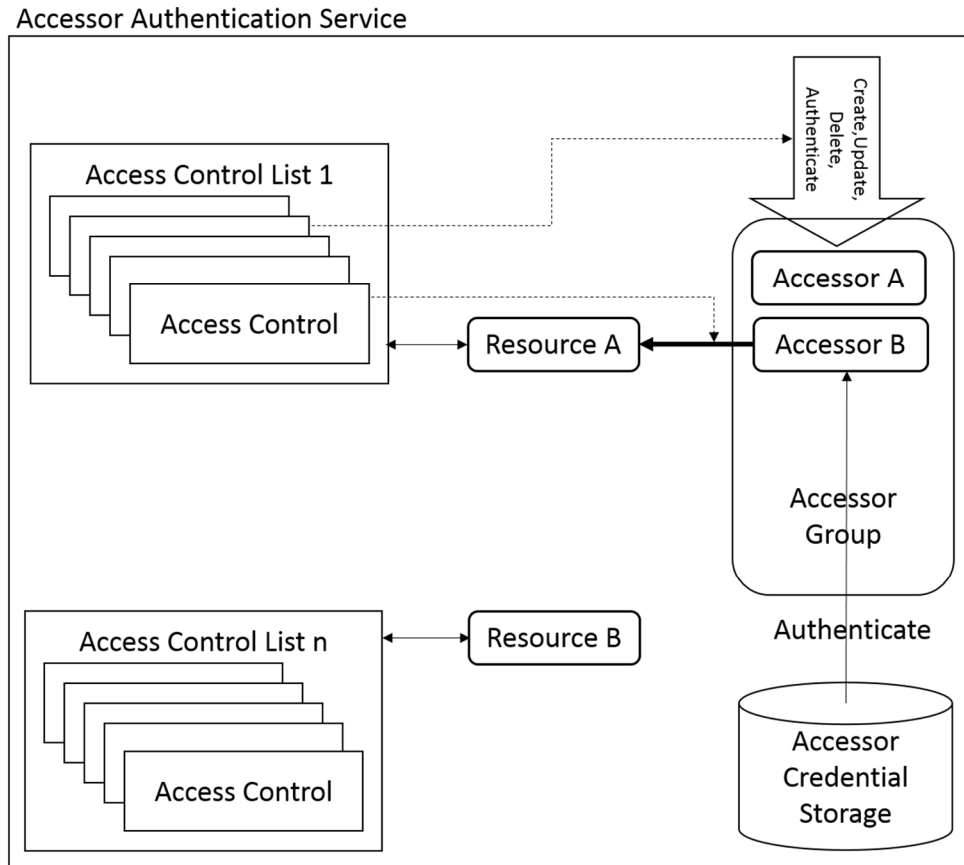 Accessor Authentication Service
Create,Update,
Delete,
Authenticate
Access Control List 1
Access Control
Accessor A
Resource A
Accessor B
Accessor
Group
Access Control List n
Resource B
Authenticate
Access Control
Accessor
Credential
Storage